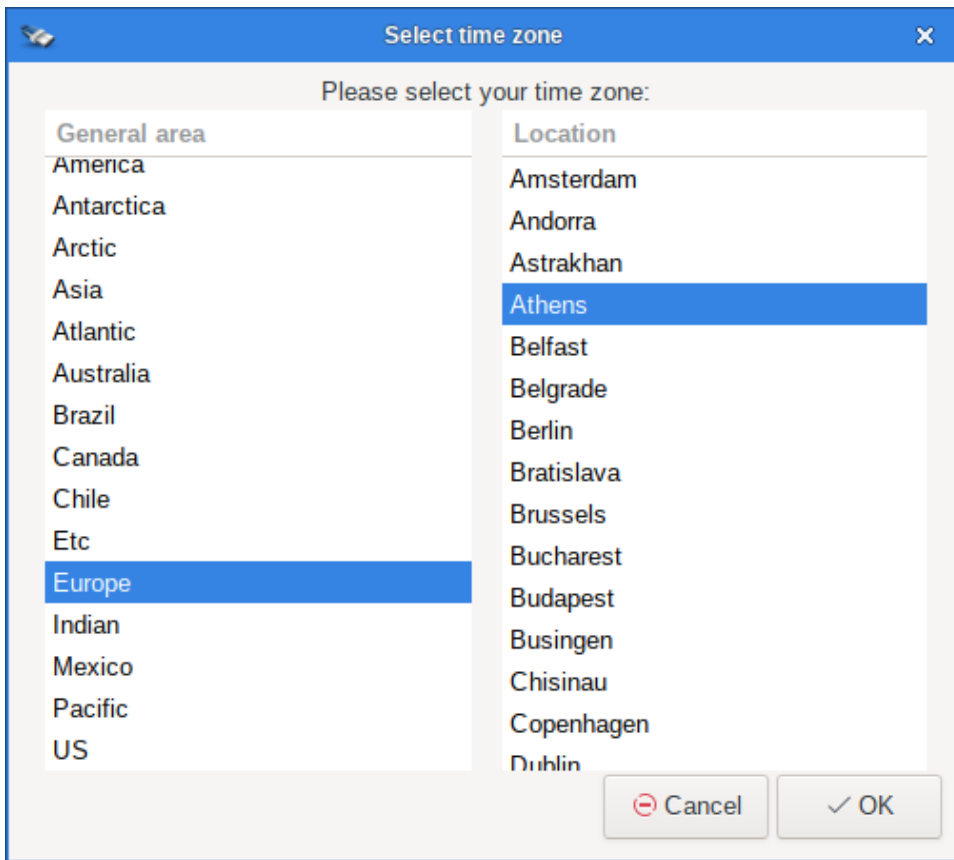 Select time zone
Please select your time zone:
General area
America
Antarctica
Arctic
Asia
Atlantic
Australia
Brazil
Canada
Chile
Etc
Europe
Indian
Mexico
Pacific
US
Location
Amsterdam
Andorra
Astrakhan
Athens
Belfast
Belgrade
Berlin
Bratislava
Brussels
Bucharest
Budapest
Busingen
Chisinau
Copenhagen
Dublin
Cancel
OK